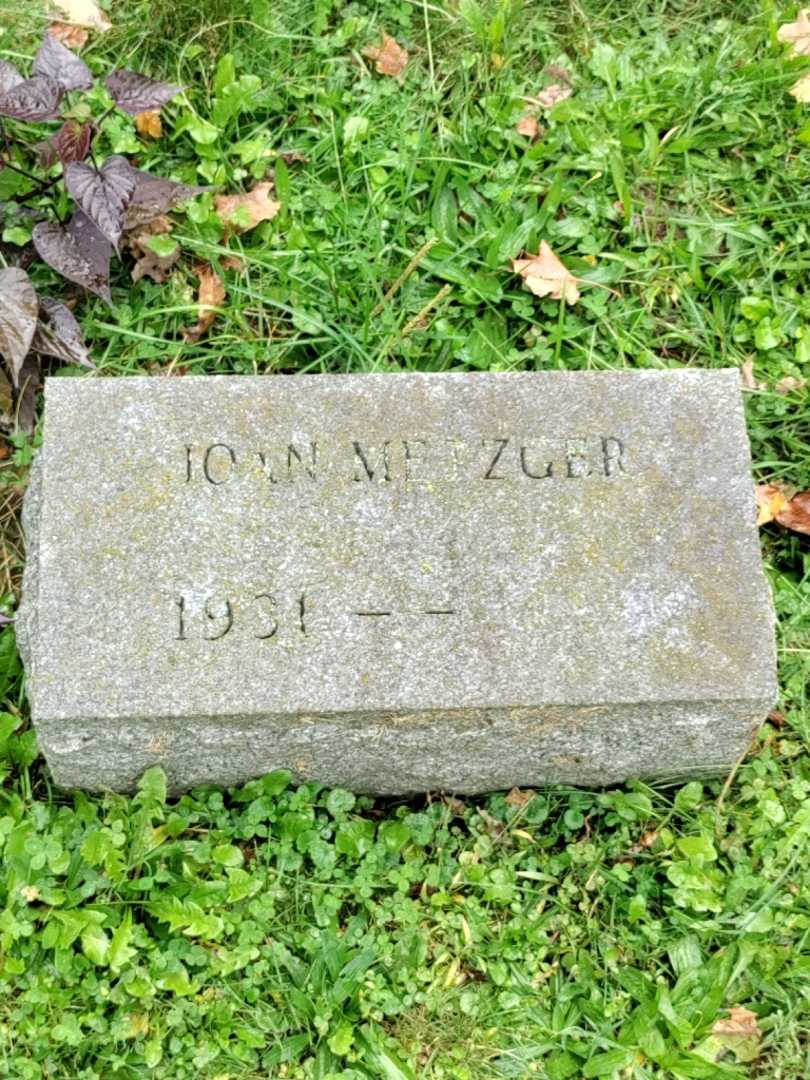 JOAN METZGER
1931 – –